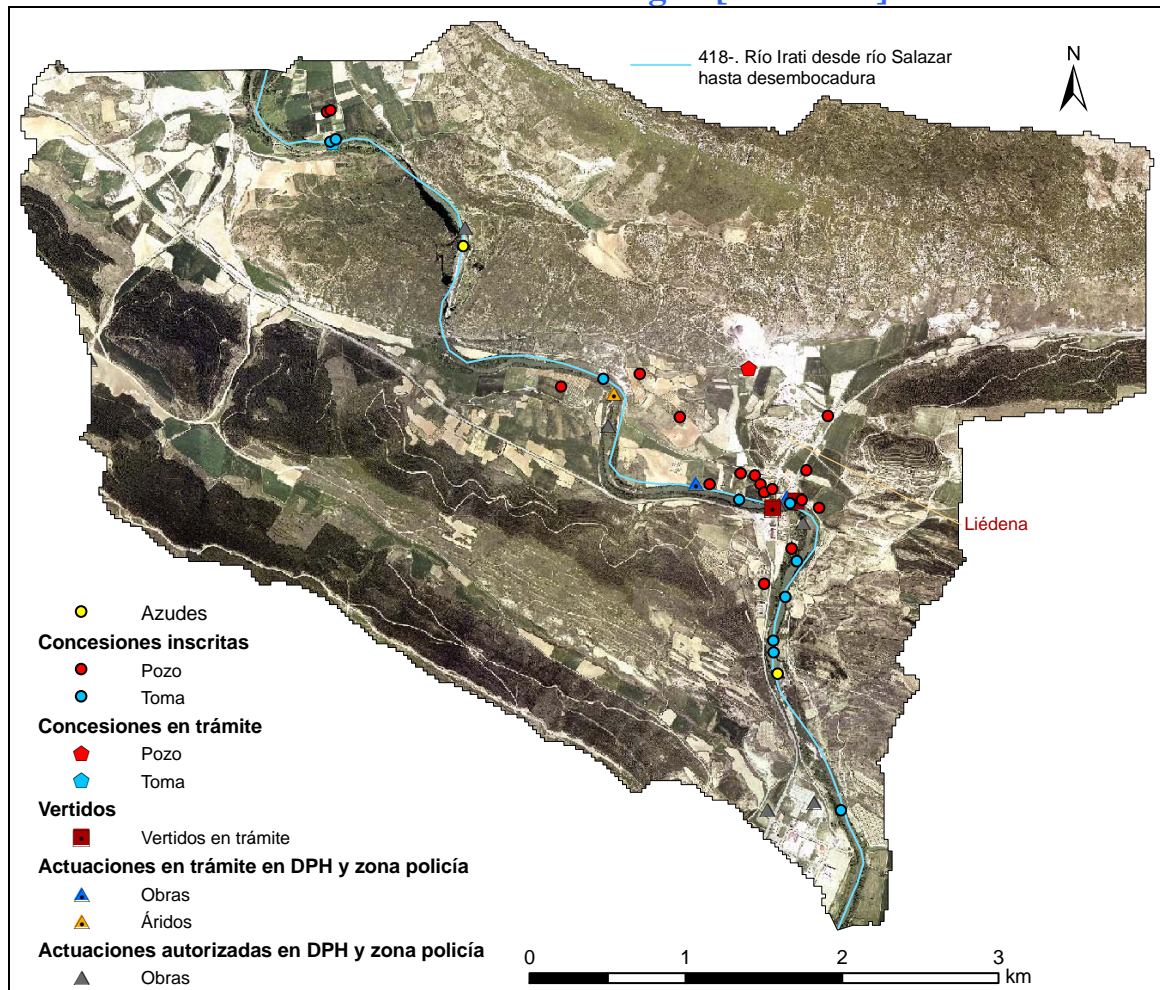 418-. Río Irati desde río Salazar
hasta desembocadura
N
Liédena
Azudes
Concesiones inscritas
Pozo
Toma
Concesiones en trámite
Pozo
Toma
Vertidos
Vertidos en trámite
Actuaciones en trámite en DPH y zona policía
Obras
Áridos
Actuaciones autorizadas en DPH y zona policía
Obras
0 1 2 3
km